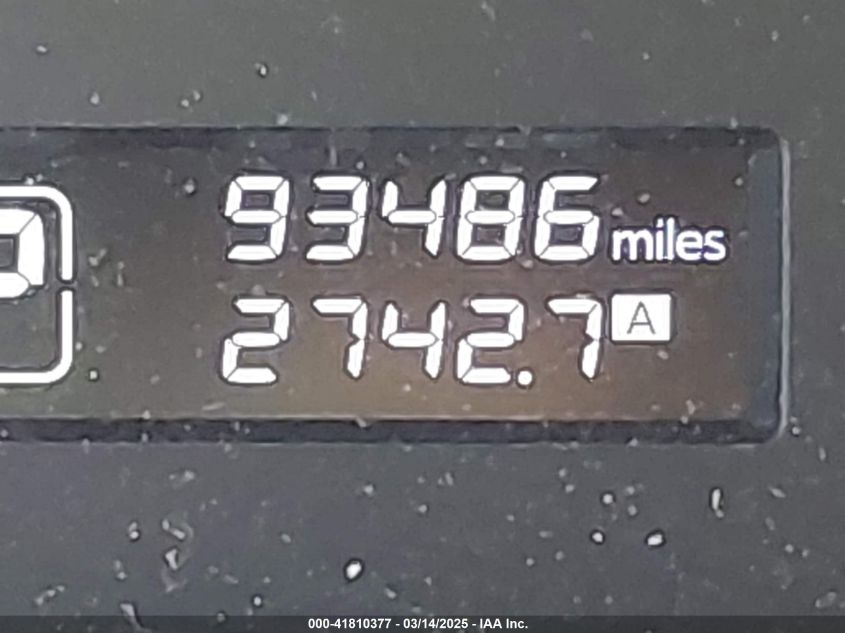 93486 miles
2742.7 A
000-41810377 - 03/14/2025 - IAA Inc.